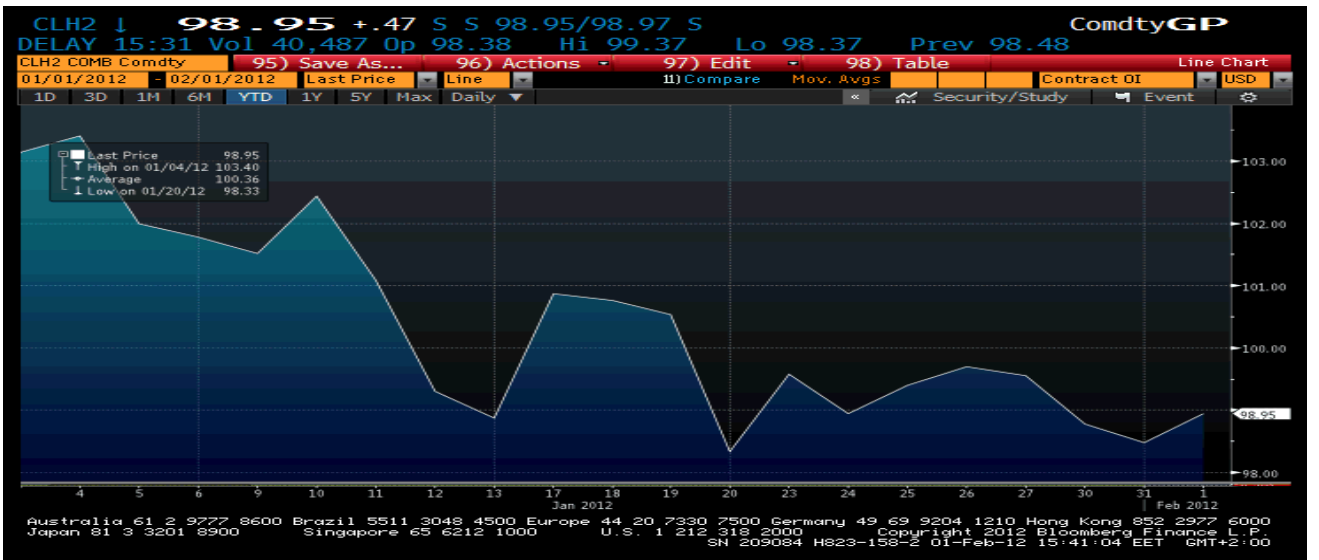 CLH2 ↓ 98.95 +.47 S S 98.95/98.97 S ComdtyGP
DELAY 15:31 Vol 40,487 Op 98.38 Hi 99.37 Lo 98.37 Prev 98.48
CLH2 COMB Comdty 95) Save As... 96) Actions 97) Edit 98) Table Line Chart
01/01/2012 - 02/01/2012 Last Price Line 11) Compare Mov. Avgs Contract OI USD
1D 3D 1M 6M YTD 1Y 5Y Max Daily ▼ « Security/Study Event
Last Price 98.95
High on 01/04/12 103.40
Average 100.36
Low on 01/20/12 98.33
103.00
102.00
101.00
100.00
98.95
98.00
4 5 6 9 10 11 12 13 17 18 19 20 23 24 25 26 27 30 31 1
Jan 2012 Feb 2012
Australia 61 2 9777 8600 Brazil 5511 3048 4500 Europe 44 20 7330 7500 Germany 49 69 9204 1210 Hong Kong 852 2977 6000
Japan 81 3 3201 8900 Singapore 65 6212 1000 U.S. 1 212 318 2000 Copyright 2012 Bloomberg Finance L.P.
SN 209084 H823-158-2 01-Feb-12 15:41:04 EET GMT+2:00